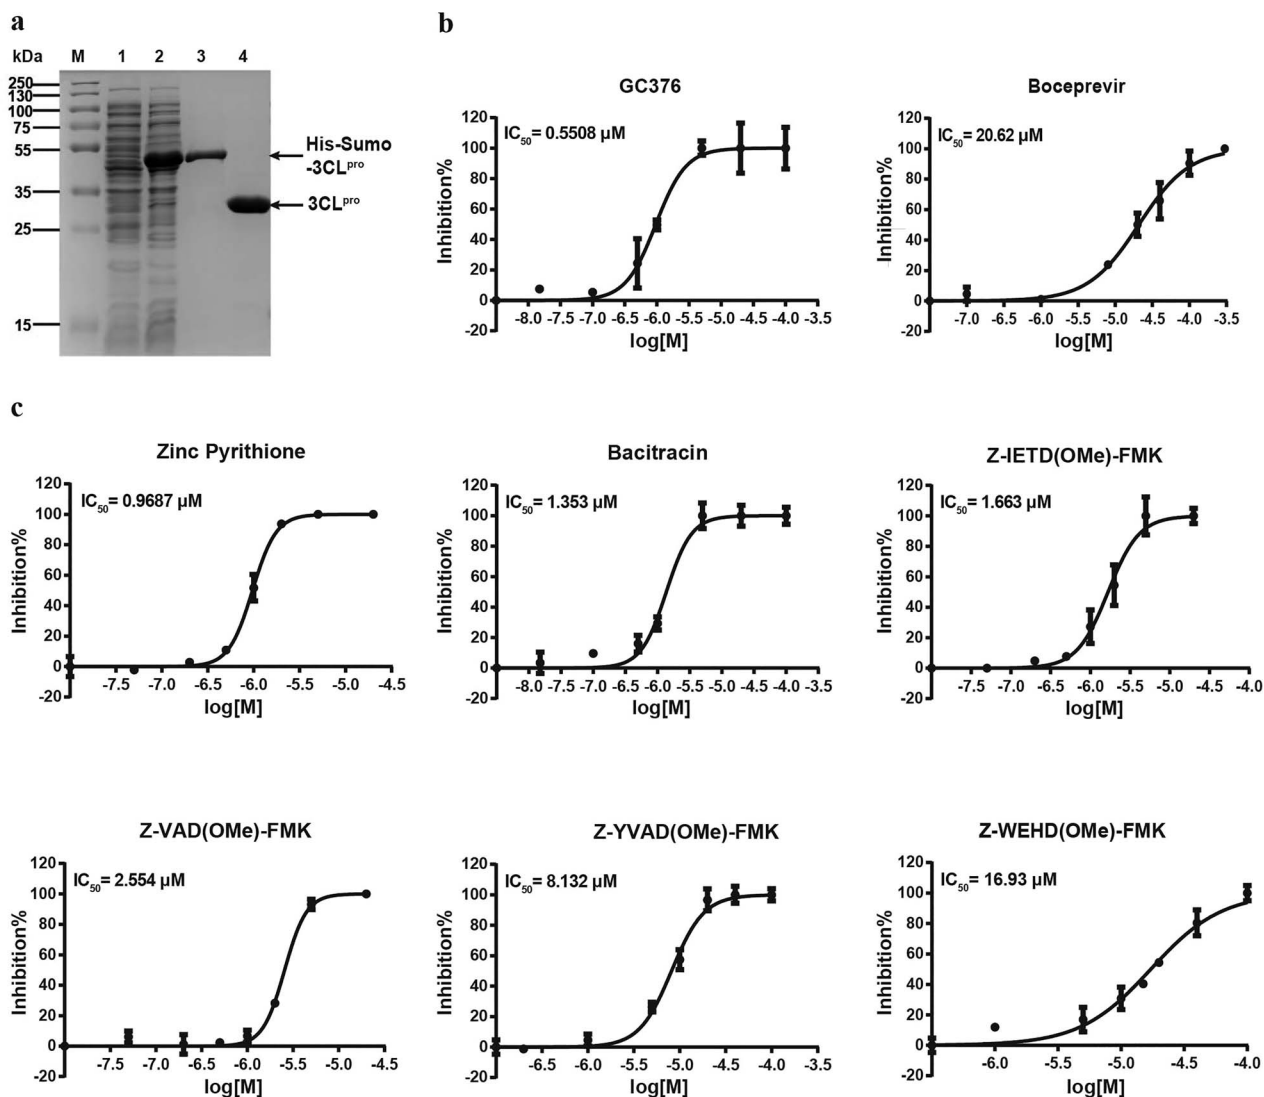 a
kDa M 1 2 3 4
250
130
100
75
55
35
25
15
His-Sumo
-3CLpro
3CLpro
b
GC376
IC50= 0.5508 µM
Inhibition%
120
100
80
60
40
20
0
-20
-8.0 -7.5 -7.0 -6.5 -6.0 -5.5 -5.0 -4.5 -4.0 -3.5
log[M]
Boceprevir
IC50= 20.62 µM
Inhibition%
120
100
80
60
40
20
0
-20
-7.0 -6.0 -5.5 -5.0 -4.5 -4.0 -3.5
log[M]
c
Zinc Pyrithione
IC50= 0.9687 µM
Inhibition%
120
100
80
60
40
20
0
-20
-7.5 -7.0 -6.5 -6.0 -5.5 -5.0 -4.5
log[M]
Bacitracin
IC50= 1.353 µM
Inhibition%
120
100
80
60
40
20
0
-20
-8.0 -7.5 -7.0 -6.5 -6.0 -5.5 -5.0 -4.5 -4.0 -3.5
log[M]
Z-IETD(OMe)-FMK
IC50= 1.663 µM
Inhibition%
120
100
80
60
40
20
0
-20
-7.5 -7.0 -6.5 -6.0 -5.5 -5.0 -4.5 -4.0
log[M]
Z-VAD(OMe)-FMK
IC50= 2.554 µM
Inhibition%
120
100
80
60
40
20
0
-20
-7.5 -7.0 -6.5 -6.0 -5.5 -5.0 -4.5
log[M]
Z-YVAD(OMe)-FMK
IC50= 8.132 µM
Inhibition%
120
100
80
60
40
20
0
-20
-6.5 -6.0 -5.5 -5.0 -4.5 -4.0 -3.5
log[M]
Z-WEHD(OMe)-FMK
IC50= 16.93 µM
Inhibition%
120
100
80
60
40
20
0
-20
-6.0 -5.0 -4.5 -4.0
log[M]